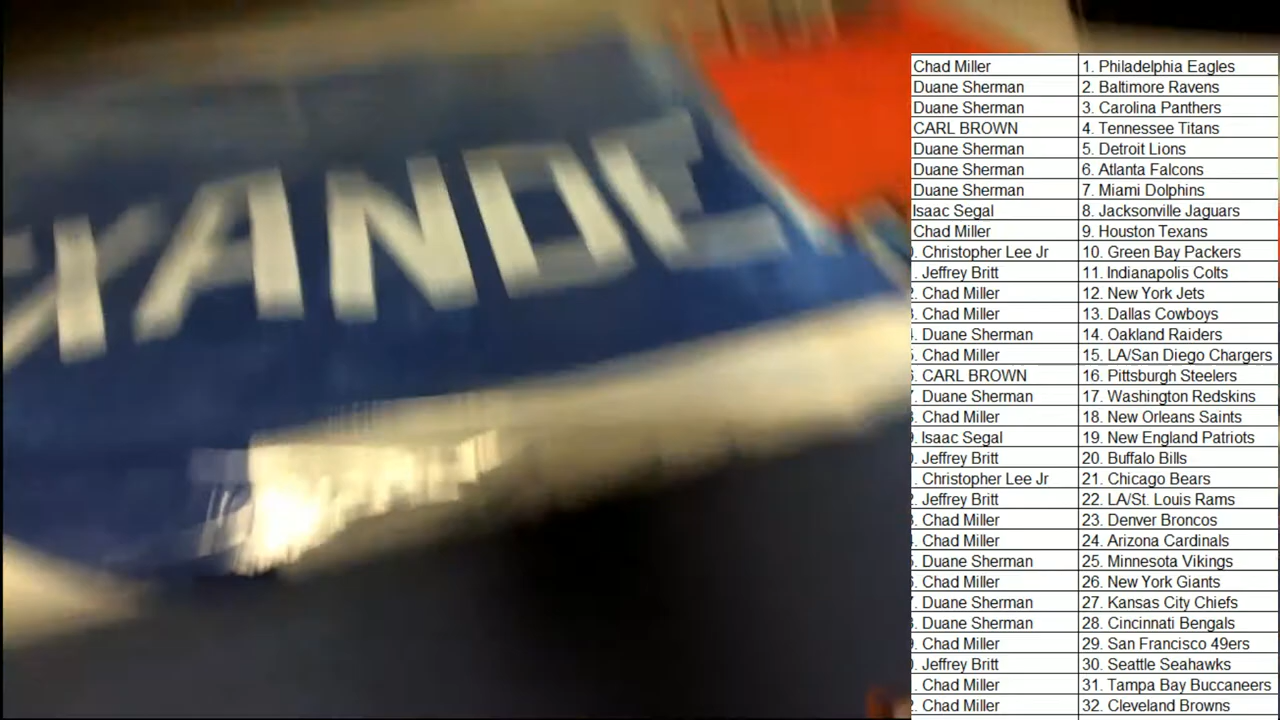 YANDE
Chad Miller 1. Philadelphia Eagles
Duane Sherman 2. Baltimore Ravens
Duane Sherman 3. Carolina Panthers
CARL BROWN 4. Tennessee Titans
Duane Sherman 5. Detroit Lions
Duane Sherman 6. Atlanta Falcons
Duane Sherman 7. Miami Dolphins
Isaac Segal 8. Jacksonville Jaguars
Chad Miller 9. Houston Texans
. Christopher Lee Jr 10. Green Bay Packers
. Jeffrey Britt 11. Indianapolis Colts
. Chad Miller 12. New York Jets
. Chad Miller 13. Dallas Cowboys
. Duane Sherman 14. Oakland Raiders
. Chad Miller 15. LA/San Diego Chargers
. CARL BROWN 16. Pittsburgh Steelers
. Duane Sherman 17. Washington Redskins
. Chad Miller 18. New Orleans Saints
. Isaac Segal 19. New England Patriots
. Jeffrey Britt 20. Buffalo Bills
. Christopher Lee Jr 21. Chicago Bears
. Jeffrey Britt 22. LA/St. Louis Rams
. Chad Miller 23. Denver Broncos
. Chad Miller 24. Arizona Cardinals
. Duane Sherman 25. Minnesota Vikings
. Chad Miller 26. New York Giants
. Duane Sherman 27. Kansas City Chiefs
. Duane Sherman 28. Cincinnati Bengals
. Chad Miller 29. San Francisco 49ers
. Jeffrey Britt 30. Seattle Seahawks
. Chad Miller 31. Tampa Bay Buccaneers
. Chad Miller 32. Cleveland Browns